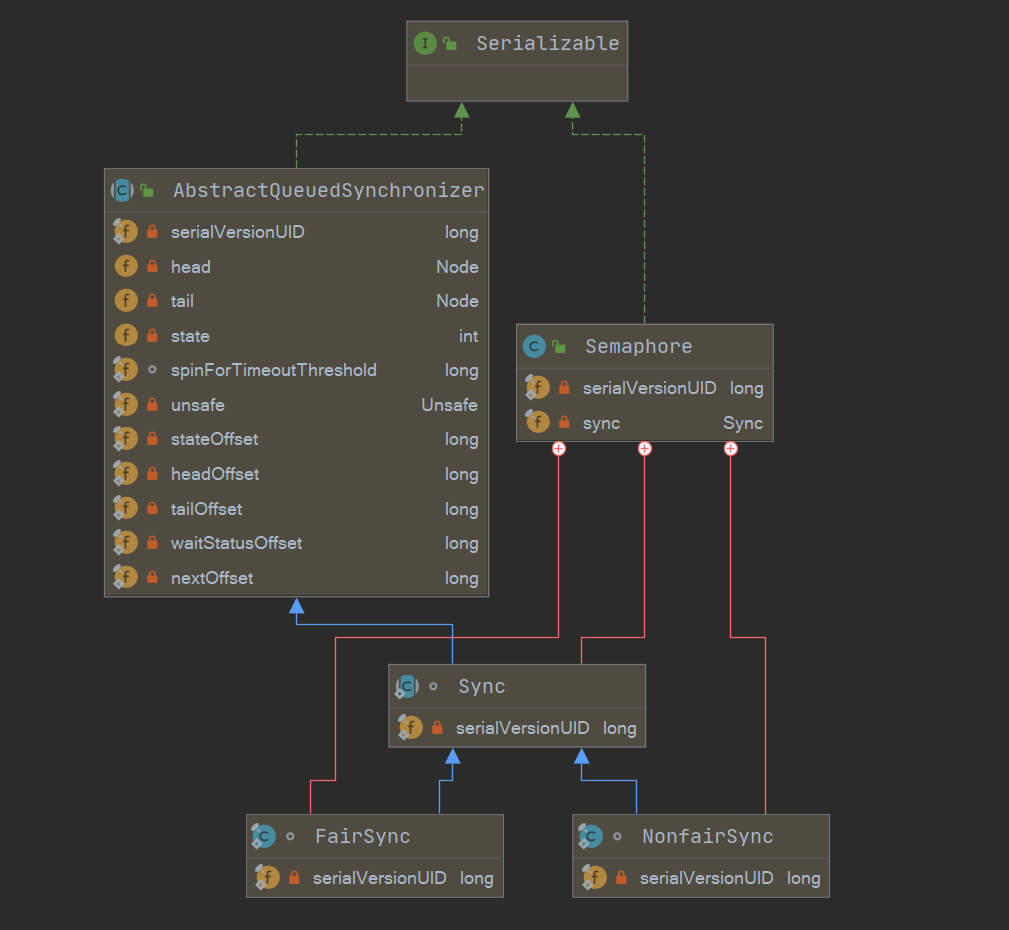 I Serializable
C AbstractQueuedSynchronizer
f serialVersionUID long
f head Node
f tail Node
f state int
f spinForTimeoutThreshold long
f unsafe Unsafe
f stateOffset long
f headOffset long
f tailOffset long
f waitStatusOffset long
f nextOffset long
C Semaphore
f serialVersionUID long
f sync Sync
C Sync
f serialVersionUID long
C FairSync
f serialVersionUID long
C NonfairSync
f serialVersionUID long